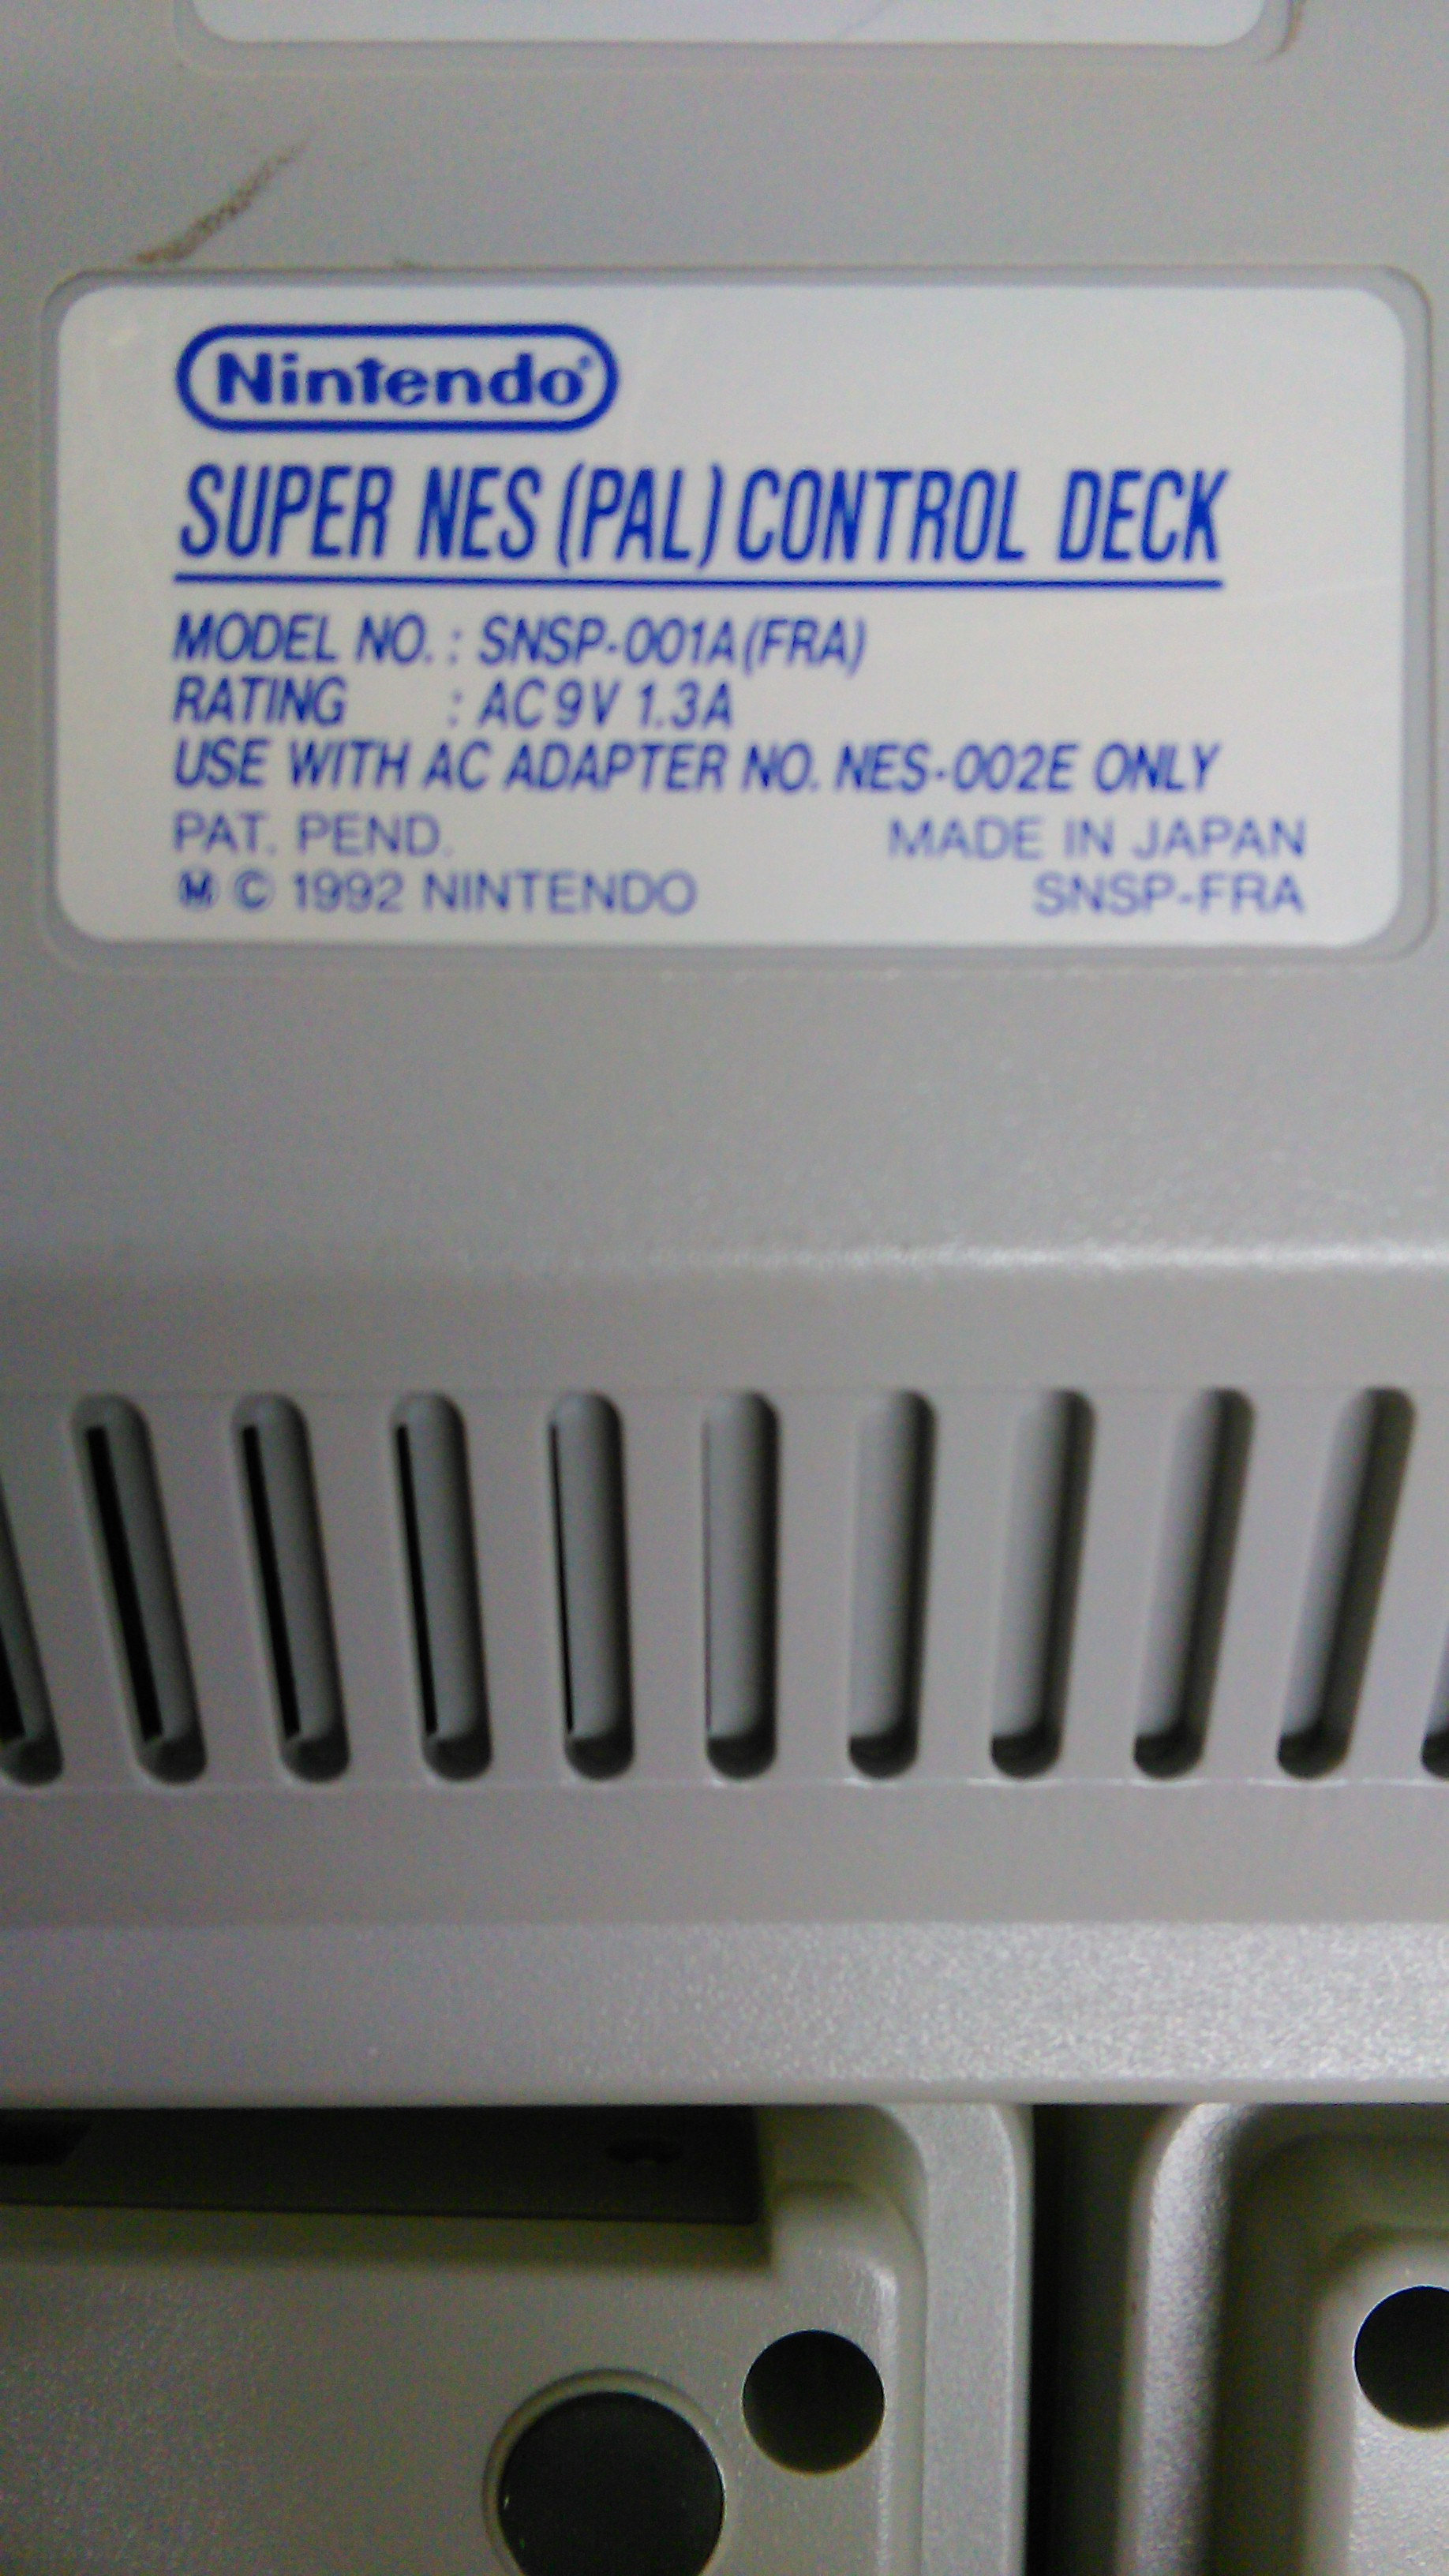 Nintendo®
SUPER NES (PAL) CONTROL DECK
MODEL NO. : SNSP-001A(FRA)
RATING : AC 9V 1.3A
USE WITH AC ADAPTER NO. NES-002E ONLY
PAT. PEND. MADE IN JAPAN
Ⓜ © 1992 NINTENDO SNSP-FRA